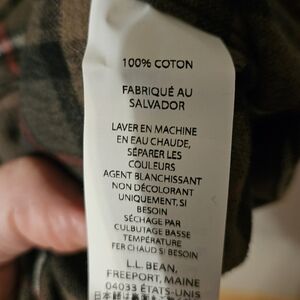 100% COTON
FABRIQUÉ AU
SALVADOR
LAVER EN MACHINE
EN EAU CHAUDE,
SÉPARER LES
COULEURS
AGENT BLANCHISSANT
NON DÉCOLORANT
UNIQUEMENT, SI
BESOIN
SÉCHAGE PAR
CULBUTAGE BASSE
TEMPÉRATURE
FER CHAUD SI BESOIN
L.L. BEAN,
FREEPORT, MAINE
04033 ÉTATS-UNIS